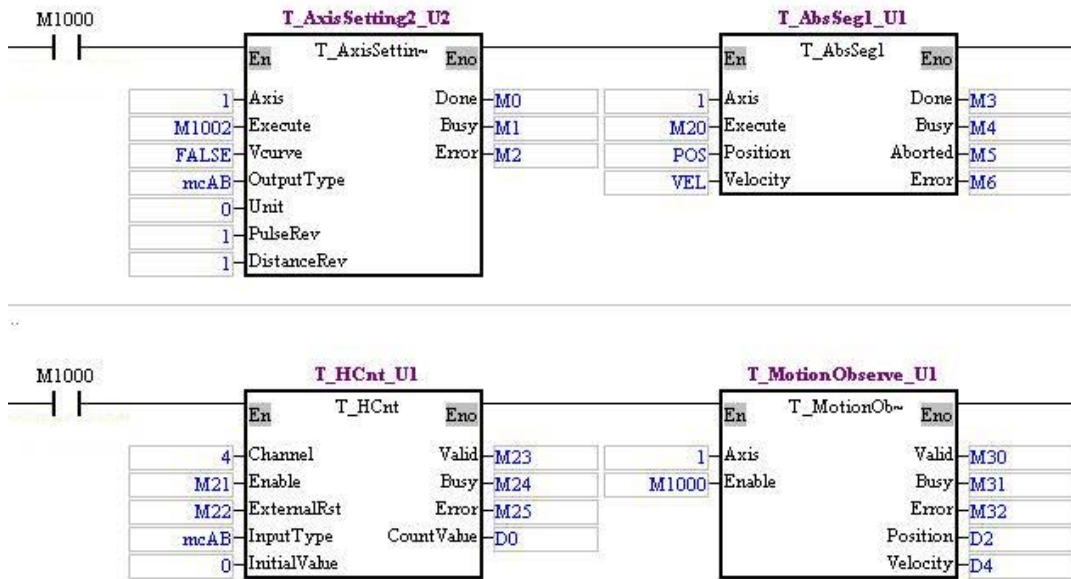 M1000
T_AxisSetting2_U2
T_AbsSeg1_U1
En T_AxisSettin~ Eno
En T_AbsSeg1 Eno
1 Axis Done M0 1 Axis Done M3
M1002 Execute Busy M1 M20 Execute Busy M4
FALSE Vcurve Error M2 POS Position Aborted M5
mcAB OutputType VEL Velocity Error M6
0 Unit
1 PulseRev
1 DistanceRev
M1000
T_HCnt_U1
T_MotionObserve_U1
En T_HCnt Eno
En T_MotionOb~ Eno
4 Channel Valid M23 1 Axis Valid M30
M21 Enable Busy M24 M1000 Enable Busy M31
M22 ExternalRst Error M25 Error M32
mcAB InputType CountValue D0 Position D2
0 InitialValue Velocity D4